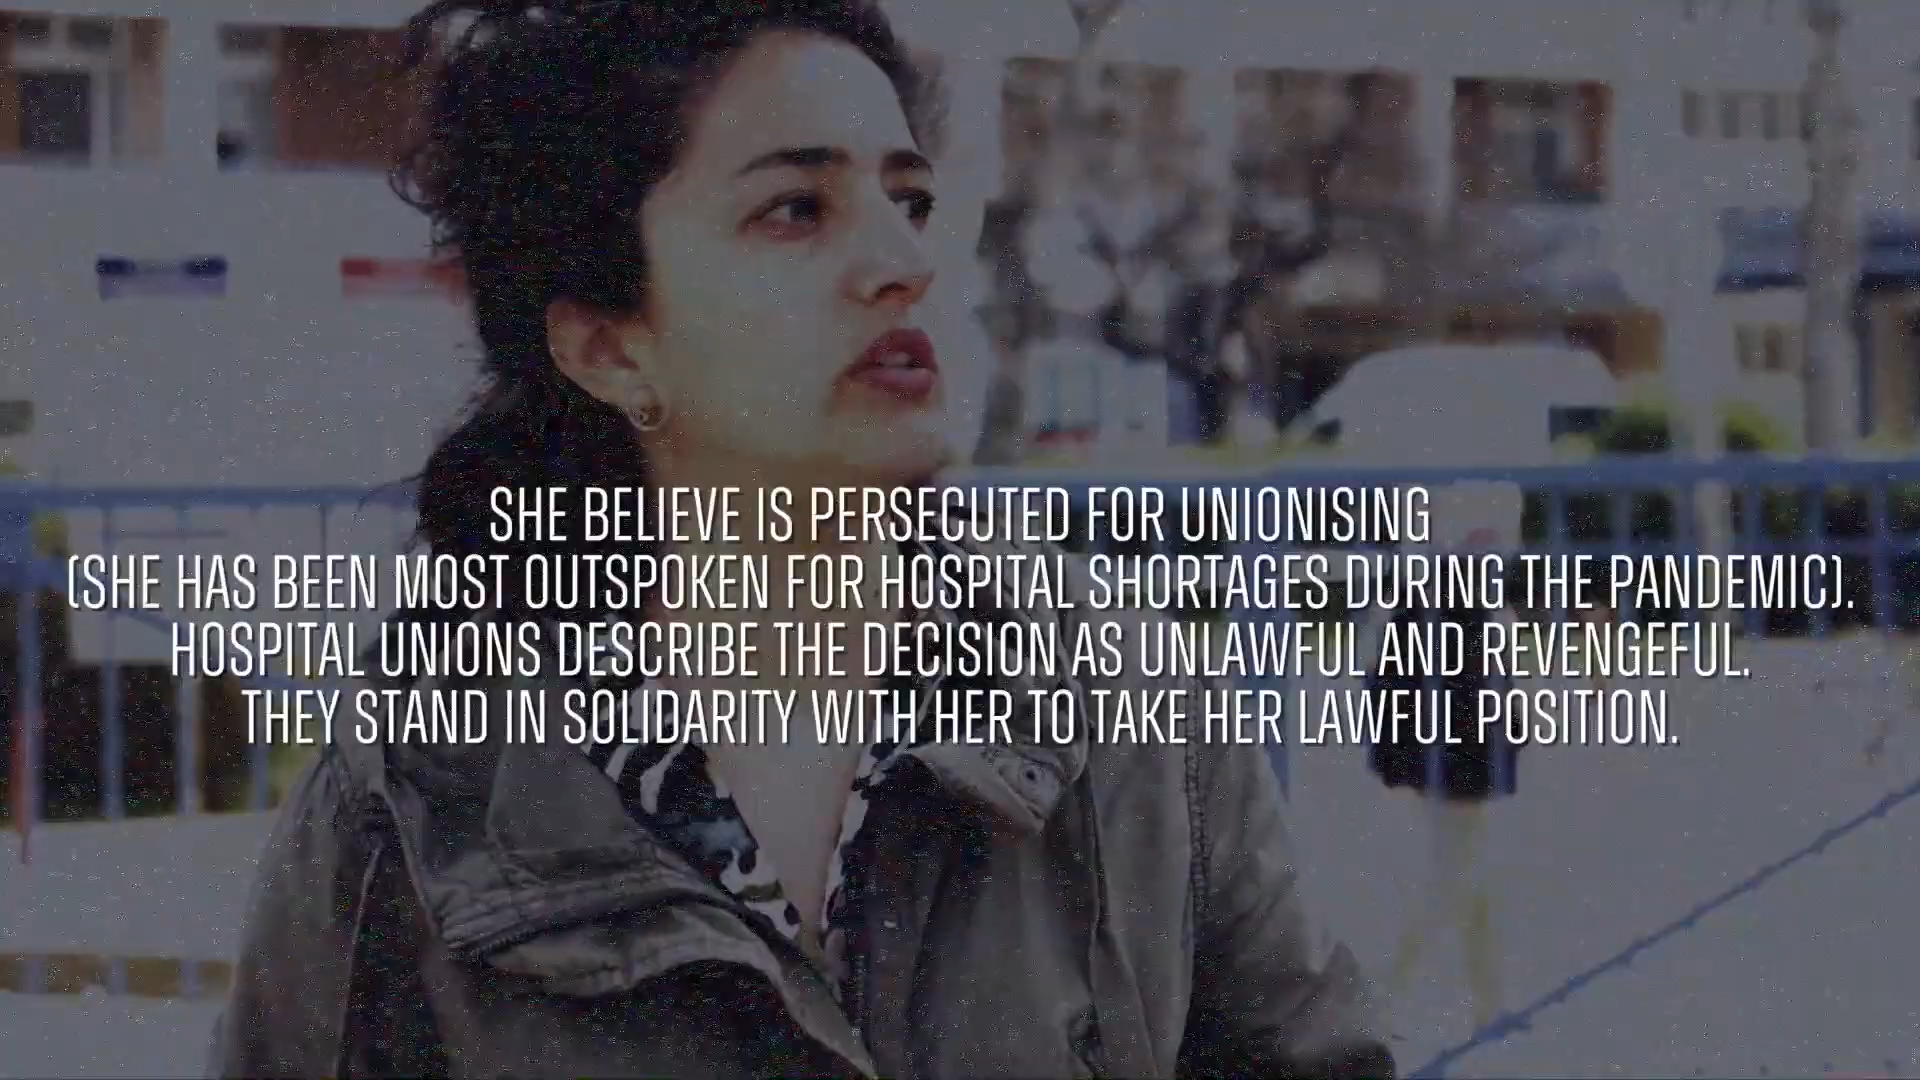 SHE BELIEVE IS PERSECUTED FOR UNIONISING
(SHE HAS BEEN MOST OUTSPOKEN FOR HOSPITAL SHORTAGES DURING THE PANDEMIC).
HOSPITAL UNIONS DESCRIBE THE DECISION AS UNLAWFUL AND REVENGEFUL.
THEY STAND IN SOLIDARITY WITH HER TO TAKE HER LAWFUL POSITION.